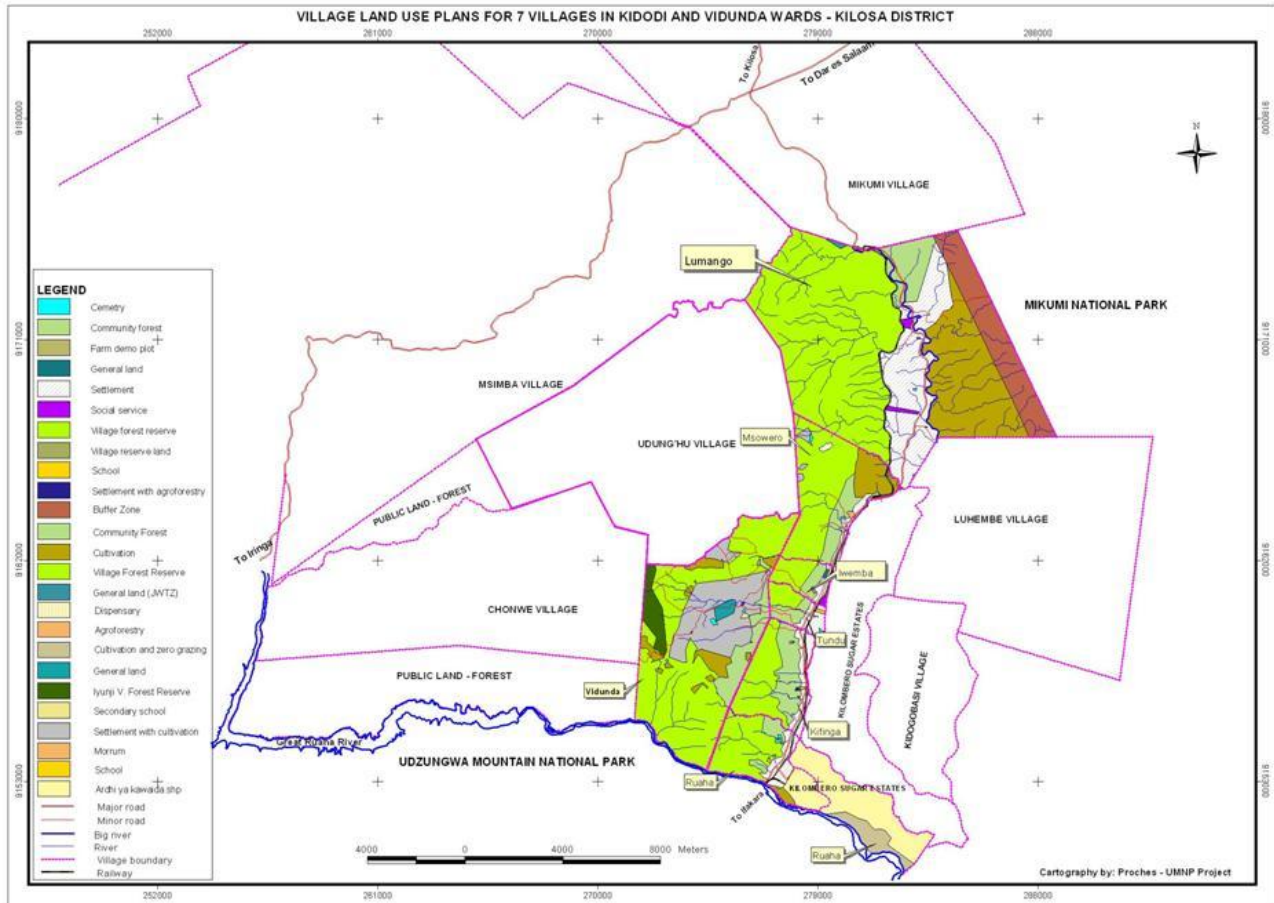 VILLAGE LAND USE PLANS FOR 7 VILLAGES IN KIDODI AND VIDUNDA WARDS - KILOSA DISTRICT
252000
261000
270000
279000
288000
To Kilosa
To Dar es Salaam
9180000
9180000
N
MIKUMI VILLAGE
Lumango
MIKUMI NATIONAL PARK
LEGEND
Cemetry
Community forest
Farm demo plot
General land
Settlement
Social service
Village forest reserve
Village reserve land
School
Settlement with agroforestry
Buffer Zone
Community Forest
Cultivation
Village Forest Reserve
General land (JWTZ)
Dispensary
Agroforestry
Cultivation and zero grazing
General land
Iyunji V. Forest Reserve
Secondary school
Settlement with cultivation
Morrum
School
Ardhi ya kawaida shp
Major road
Minor road
Big river
River
Village boundary
Railway
9171000
9171000
MSIMBA VILLAGE
UDUNG'HU VILLAGE
Msowero
PUBLIC LAND - FOREST
LUHEMBE VILLAGE
To Iringa
9162000
9162000
Iwemba
CHONWE VILLAGE
KILOMBERO SUGAR ESTATES
Tundu
KIDOGOBASI VILLAGE
PUBLIC LAND - FOREST
Vidunda
Kifinga
Great Ruaha River
UDZUNGWA MOUNTAIN NATIONAL PARK
9153000
9153000
Ruaha
KILOMBERO SUGAR ESTATES
To Ifakara
Ruaha
4000 0 4000 8000 Meters
Cartography by: Proches - UMNP Project
252000
261000
270000
279000
288000